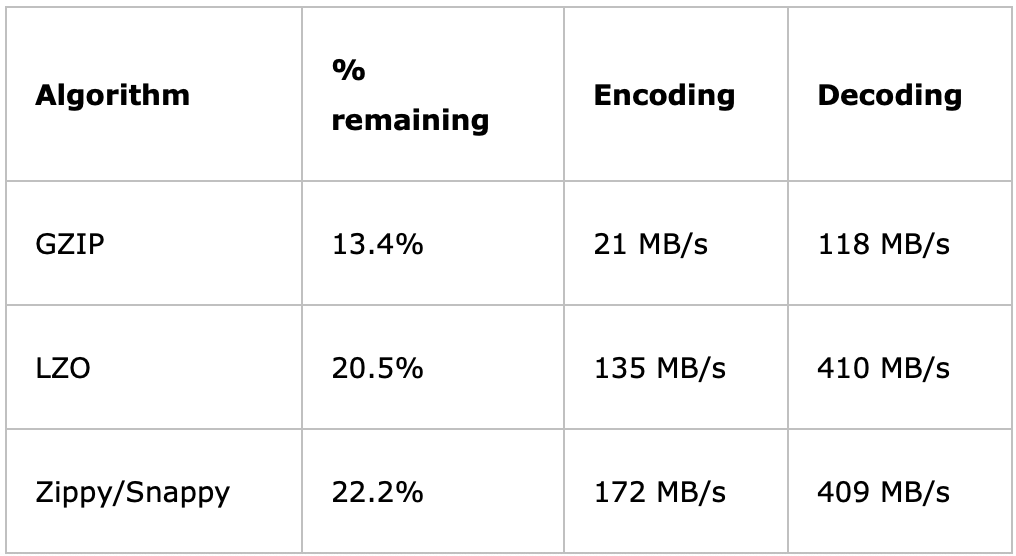 Algorithm % remaining Encoding Decoding
GZIP 13.4% 21 MB/s 118 MB/s
LZO 20.5% 135 MB/s 410 MB/s
Zippy/Snappy 22.2% 172 MB/s 409 MB/s